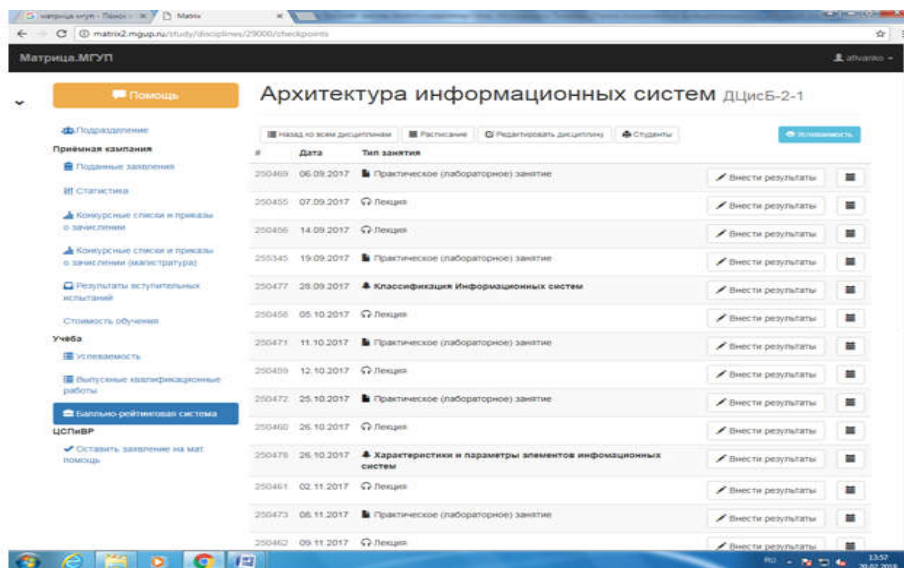 Matrix
matrix2.mgup.ru/study/disciplines/29000/checkpoints
Матрица.МГУП
Помощь
Архитектура информационных систем ДЦисБ-2-1
Подразделение
Приёмная кампания
Поданные заявления
Статистика
Конкурсные списки и приказы
о зачислении
Конкурсные списки и приказы
о зачислении (магистратура)
Результаты вступительных
испытаний
Стоимость обучения
Учёба
Успеваемость
Выпускные квалификационные
работы
Балльно-рейтинговая система
ЦСПиВР
Оставить заявление на мат.
помощь
Назад ко всем дисциплинам Расписание Редактировать дисциплину Студенты Успеваемость
# Дата Тип занятия
250469 06.09.2017 Практическое (лабораторное) занятие Внести результаты
250455 07.09.2017 Лекция Внести результаты
250456 14.09.2017 Лекция Внести результаты
255345 19.09.2017 Практическое (лабораторное) занятие Внести результаты
250477 28.09.2017 Классификация Информационных систем Внести результаты
250458 05.10.2017 Лекция Внести результаты
250471 11.10.2017 Практическое (лабораторное) занятие Внести результаты
250459 12.10.2017 Лекция Внести результаты
250472 25.10.2017 Практическое (лабораторное) занятие Внести результаты
250460 26.10.2017 Лекция Внести результаты
250478 26.10.2017 Характеристики и параметры элементов инфомационных
систем Внести результаты
250461 02.11.2017 Лекция Внести результаты
250473 08.11.2017 Практическое (лабораторное) занятие Внести результаты
250462 09.11.2017 Лекция Внести результаты
RU 13:57
20.02.2018